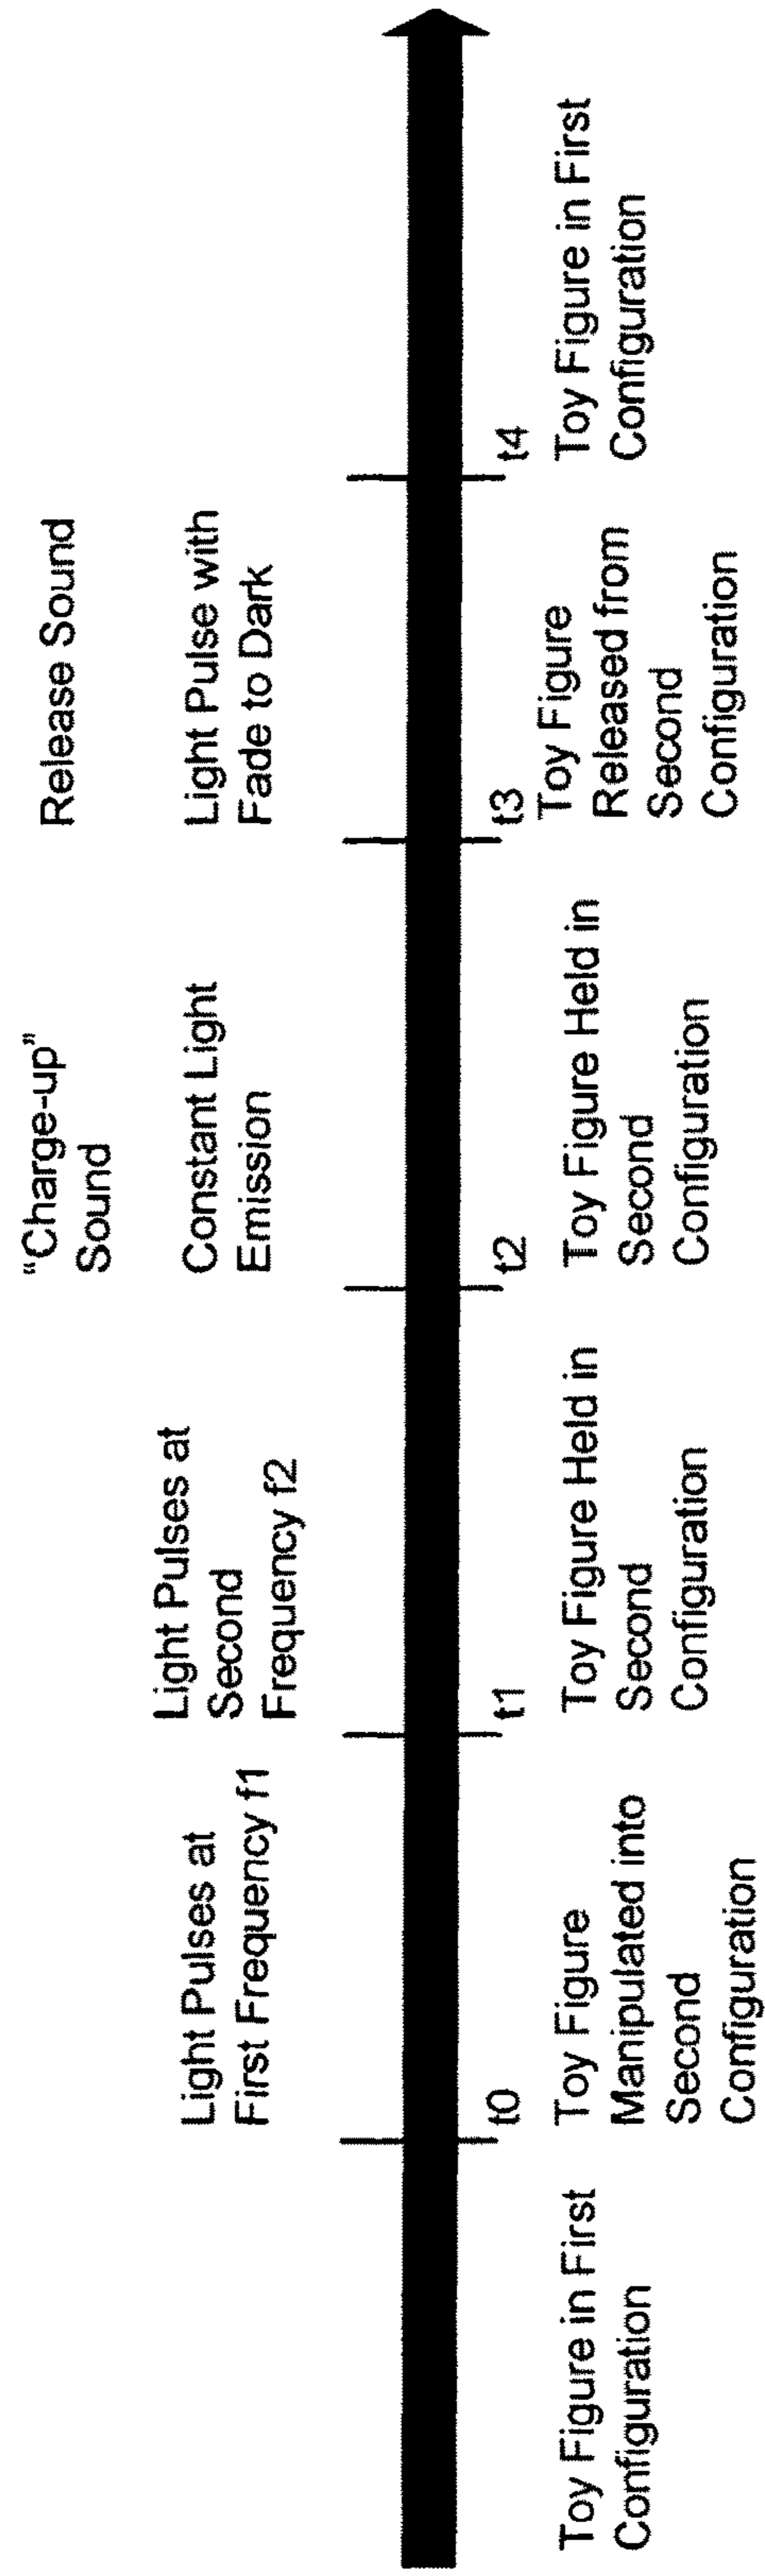 "Charge-up"
Sound
Release Sound
Light Pulses at
First Frequency f1
Light Pulses at
Second
Frequency f2
Constant Light
Emission
Light Pulse with
Fade to Dark
t0
t1
t2
t3
t4
Toy Figure in First
Configuration
Toy Figure
Manipulated into
Second
Configuration
Toy Figure Held in
Second
Configuration
Toy Figure Held in
Second
Configuration
Toy Figure
Released from
Second
Configuration
Toy Figure in First
Configuration